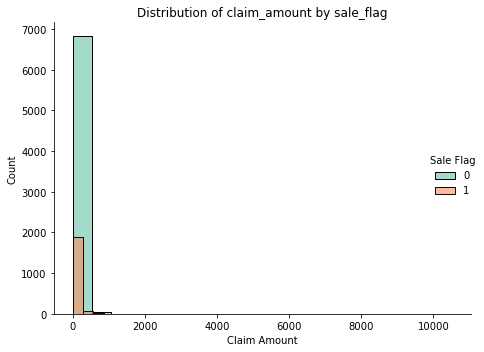 Distribution of claim_amount by sale_flag
7000
6000
5000
4000
3000
2000
1000
0
Count
0 2000 4000 6000 8000 10000
Claim Amount
Sale Flag
0
1